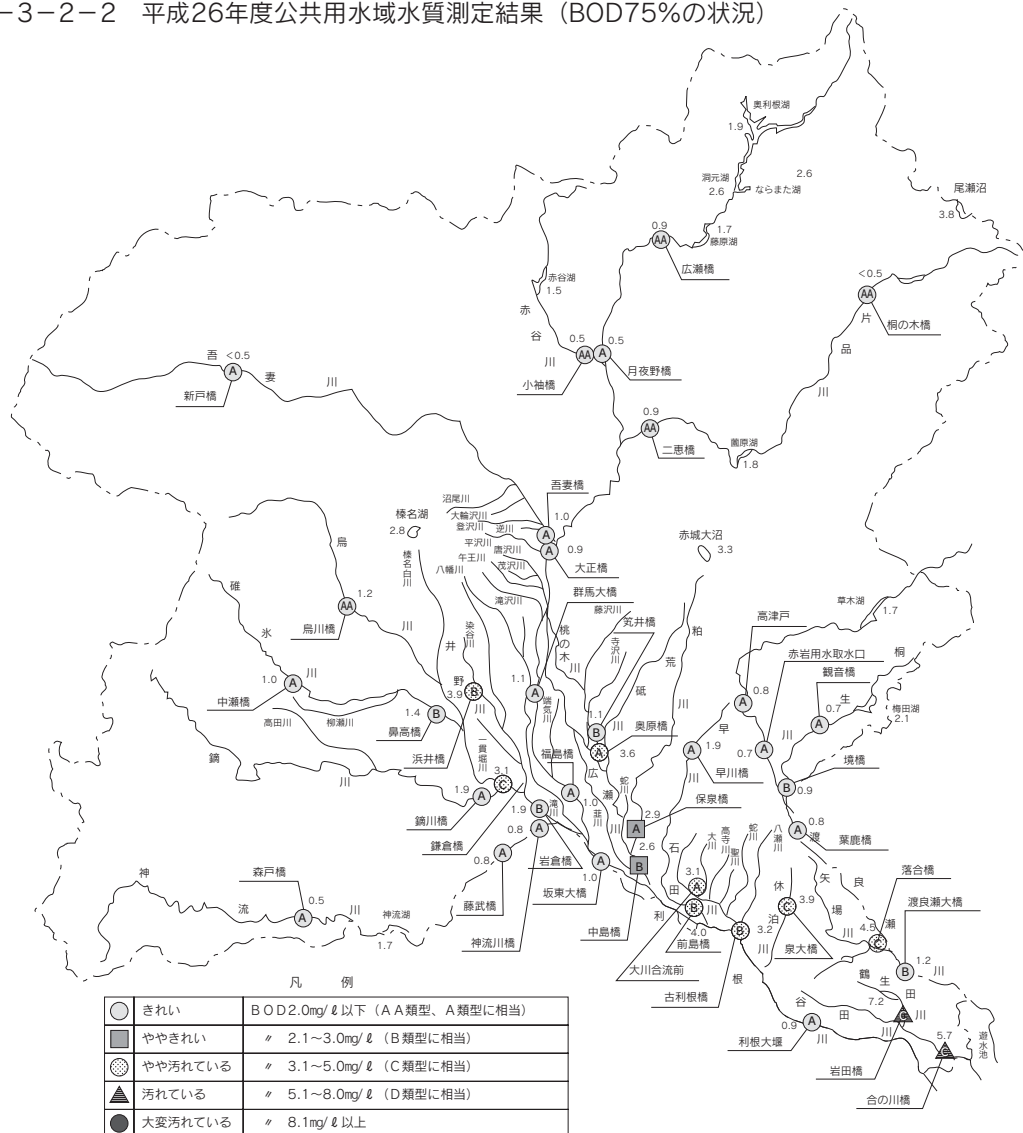 －3－2－2　平成26年度公共用水域水質測定結果（BOD75%の状況）
奥利根湖
1.9
洞元湖
2.6
ならまた湖
2.6
尾瀬沼
3.8
0.9
AA
広瀬橋
1.7
藤原湖
<0.5
AA
桐の木橋
片
品
川
赤谷湖
1.5
赤
谷
川
0.5
AA
小袖橋
A
0.5
月夜野橋
吾
<0.5
A
妻
川
新戸橋
0.9
AA
二恵橋
薗原湖
1.8
吾妻橋
1.0
A
A
0.9
大正橋
沼尾川
大輪沢川
登沢川
逆川
平沢川
唐沢川
午王川
茂沢川
八幡川
滝沢川
榛名湖
2.8
榛名白川
赤城大沼
3.3
群馬大橋
1.1
A
藤沢川
筑井橋
寺沢川
桃の木
川
端気川
粕
川
荒
砥
川
1.1
B
A
3.6
奥原橋
草木湖
1.7
高津戸
A
0.8
赤岩用水取水口
0.7
A
観音橋
0.7
A
桐
生
川
梅田湖
2.1
境橋
B
0.9
0.8
A
葉鹿橋
烏
川
1.2
AA
烏川橋
碓
氷
川
1.0
A
中瀬橋
高田川
柳瀬川
1.4
B
鼻高橋
染谷川
井
野
川
3.9
B
浜井橋
一貫堀川
鏑
川
1.9
A
鏑川橋
3.1
C
鎌倉橋
1.9
B
岩倉橋
滝川
福島橋
A
1.0
韮川
広
瀬
川
蛇川
早
川
A
1.9
早川橋
保泉橋
2.9
A
2.6
B
中島橋
0.8
A
神流川橋
0.8
A
藤武橋
A
1.0
坂東大橋
神
流
川
森戸橋
A
0.5
神流湖
1.7
石
田
川
大川
高寺川
聖川
蛇川
八瀬川
3.1
A
大川合流前
B
4.0
前島橋
利
根
川
B
3.2
古利根橋
休
泊
川
C
3.9
泉大橋
渡
良
瀬
川
矢
場
川
4.5
C
落合橋
渡良瀬大橋
1.2
B
鶴
生
田
川
7.2
C
岩田橋
谷
田
川
5.7
C
合の川橋
遊水池
0.9
A
利根大堰
凡　例
きれい　BOD2.0mg/ℓ以下（AA類型、A類型に相当）
ややきれい　〃 2.1～3.0mg/ℓ（B類型に相当）
やや汚れている　〃 3.1～5.0mg/ℓ（C類型に相当）
汚れている　〃 5.1～8.0mg/ℓ（D類型に相当）
大変汚れている　〃 8.1mg/ℓ以上